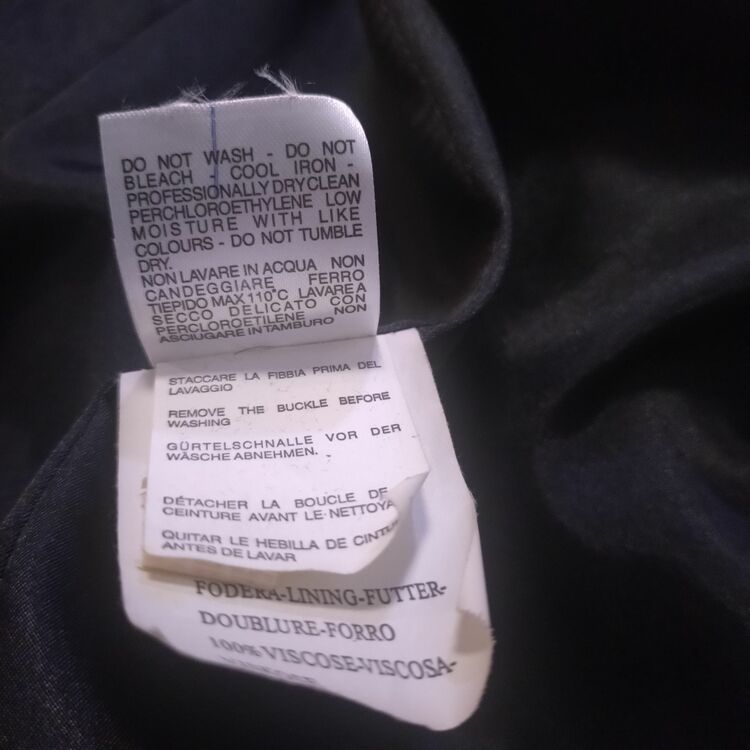 DO NOT WASH - DO NOT
BLEACH - COOL IRON -
PROFESSIONALLY DRYCLEAN
PERCHLOROETHYLENE LOW
MOISTURE WITH LIKE
COLOURS - DO NOT TUMBLE
DRY.
NON LAVARE IN ACQUA NON
CANDEGGIARE FERRO
TIEPIDO MAX 110°C LAVARE A
SECCO DELICATO CON
PERCLOROETILENE NON
ASCIUGARE IN TAMBURO
STACCARE LA FIBBIA PRIMA DEL
LAVAGGIO
REMOVE THE BUCKLE BEFORE
WASHING
GÜRTELSCHNALLE VOR DER
WÄSCHE ABNEHMEN.
DÉTACHER LA BOUCLE DE
CEINTURE AVANT LE NETTOYA
QUITAR LE HEBILLA DE CINTU
ANTES DE LAVAR
FODERA-LINING-FUTTER-
DOUBLURE-FORRO
100% VISCOSE-VISCOSA-